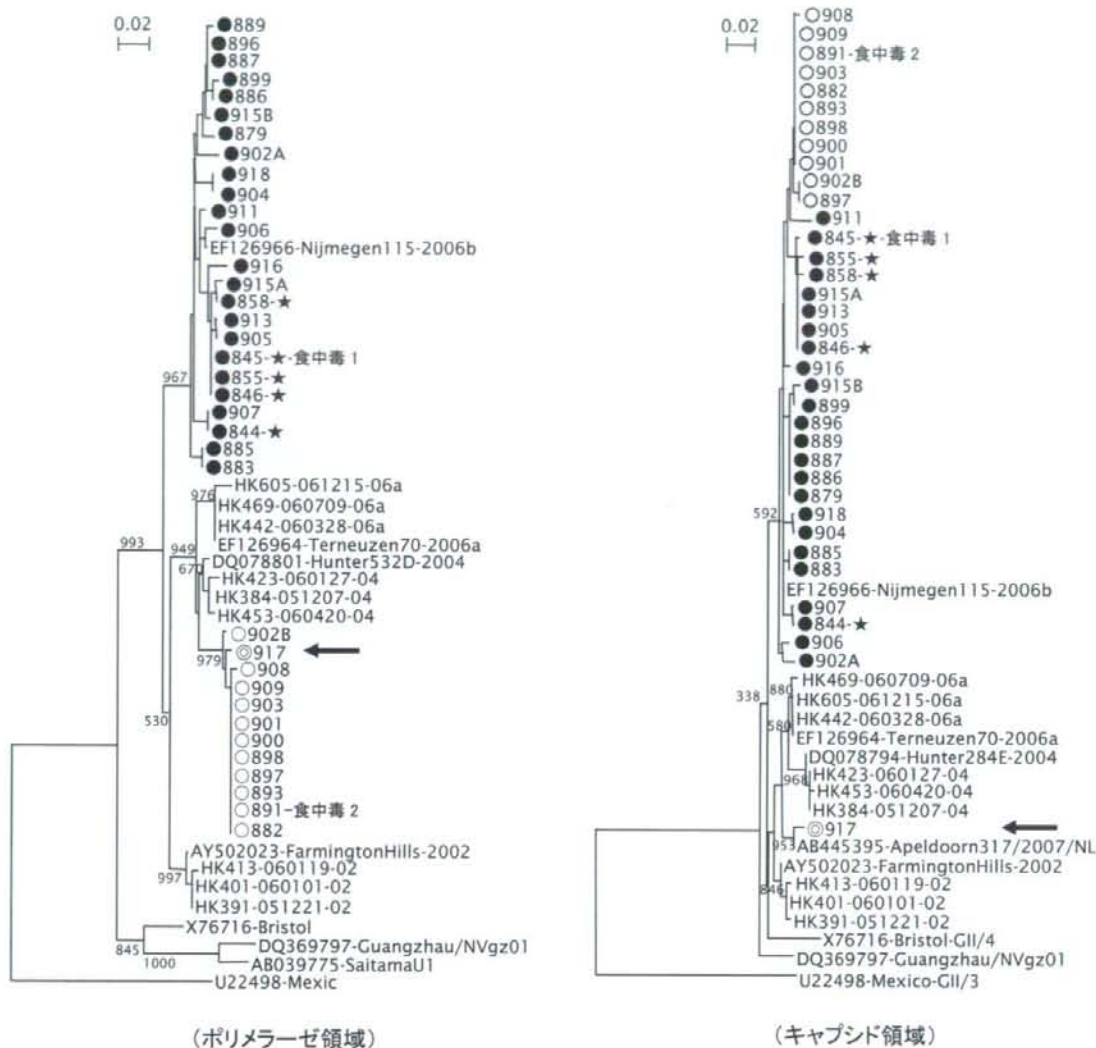 0.02
●889
●896
●887
●899
●886
●915B
●879
●902A
●918
●904
●911
●906
EF126966-Nijmegen115-2006b
●916
●915A
●858-★
●913
●905
●845-★-食中毒1
●855-★
●846-★
●907
●844-★
●885
●883
967
HK605-061215-06a
976
HK469-060709-06a
HK442-060328-06a
EF126964-Terneuzen70-2006a
993
949
DQ078801-Hunter532D-2004
HK423-060127-04
HK384-051207-04
HK453-060420-04
○902B
◎917
979
○908
○909
○903
○901
530
○900
○898
○897
○893
○891-食中毒2
○882
AY502023-FarmingtonHills-2002
HK413-060119-02
997
HK401-060101-02
HK391-051221-02
X76716-Bristol
845
DQ369797-Guangzhau/NVgz01
1000
AB039775-SaitamaU1
U22498-Mexic
(ポリメラーゼ領域)
0.02
○908
○909
○891-食中毒2
○903
○882
○893
○898
○900
○901
○902B
○897
●911
●845-★-食中毒1
●855-★
●858-★
●915A
●913
●905
●846-★
●916
●915B
●899
●896
●889
●887
●886
●879
592
●918
●904
●885
●883
EF126966-Nijmegen115-2006b
●907
●844-★
●906
●902A
HK469-060709-06a
338
880
HK605-061215-06a
HK442-060328-06a
580
EF126964-Terneuzen70-2006a
DQ078794-Hunter284E-2004
968
HK423-060127-04
HK453-060420-04
HK384-051207-04
◎917
953
AB445395-Apeldoorn317/2007/NL
AY502023-FarmingtonHills-2002
846
HK413-060119-02
HK401-060101-02
HK391-051221-02
X76716-Bristol-GII/4
DQ369797-Guangzhau/NVgz01
U22498-Mexico-GII/3
(キャプシド領域)